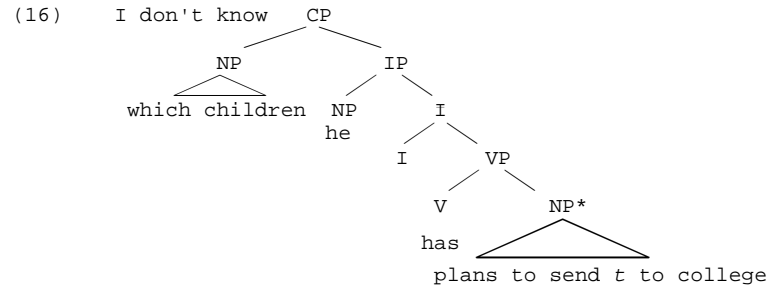 (16) I don't know CP
NP IP
which children NP I
he
I VP
V NP*
has
plans to send t to college